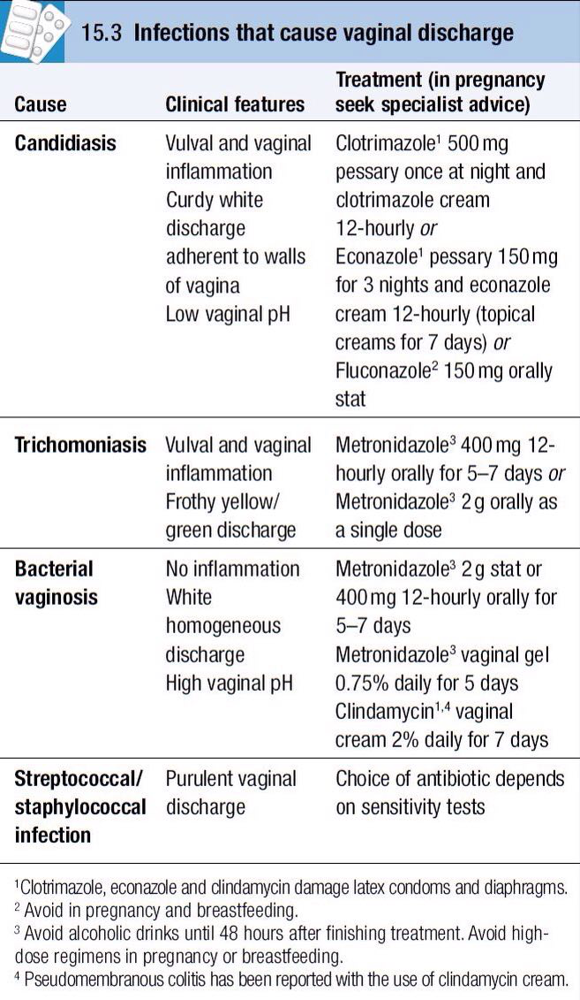 15.3 Infections that cause vaginal discharge
Cause Clinical features Treatment (in pregnancy seek specialist advice)
Candidiasis
Vulval and vaginal
inflammation
Curdy white
discharge
adherent to walls
of vagina
Low vaginal pH
Clotrimazole¹ 500 mg
pessary once at night and
clotrimazole cream
12-hourly or
Econazole¹ pessary 150 mg
for 3 nights and econazole
cream 12-hourly (topical
creams for 7 days) or
Fluconazole² 150 mg orally
stat
Trichomoniasis
Vulval and vaginal
inflammation
Frothy yellow/
green discharge
Metronidazole³ 400 mg 12-
hourly orally for 5–7 days or
Metronidazole³ 2 g orally as
a single dose
Bacterial
vaginosis
No inflammation
White
homogeneous
discharge
High vaginal pH
Metronidazole³ 2 g stat or
400 mg 12-hourly orally for
5–7 days
Metronidazole³ vaginal gel
0.75% daily for 5 days
Clindamycin¹,⁴ vaginal
cream 2% daily for 7 days
Streptococcal/
staphylococcal
infection
Purulent vaginal
discharge
Choice of antibiotic depends
on sensitivity tests
¹Clotrimazole, econazole and clindamycin damage latex condoms and diaphragms.
² Avoid in pregnancy and breastfeeding.
³ Avoid alcoholic drinks until 48 hours after finishing treatment. Avoid high-
dose regimens in pregnancy or breastfeeding.
⁴ Pseudomembranous colitis has been reported with the use of clindamycin cream.